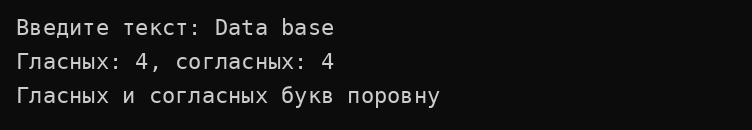 Введите текст: Data base
Гласных: 4, согласных: 4
Гласных и согласных букв поровну